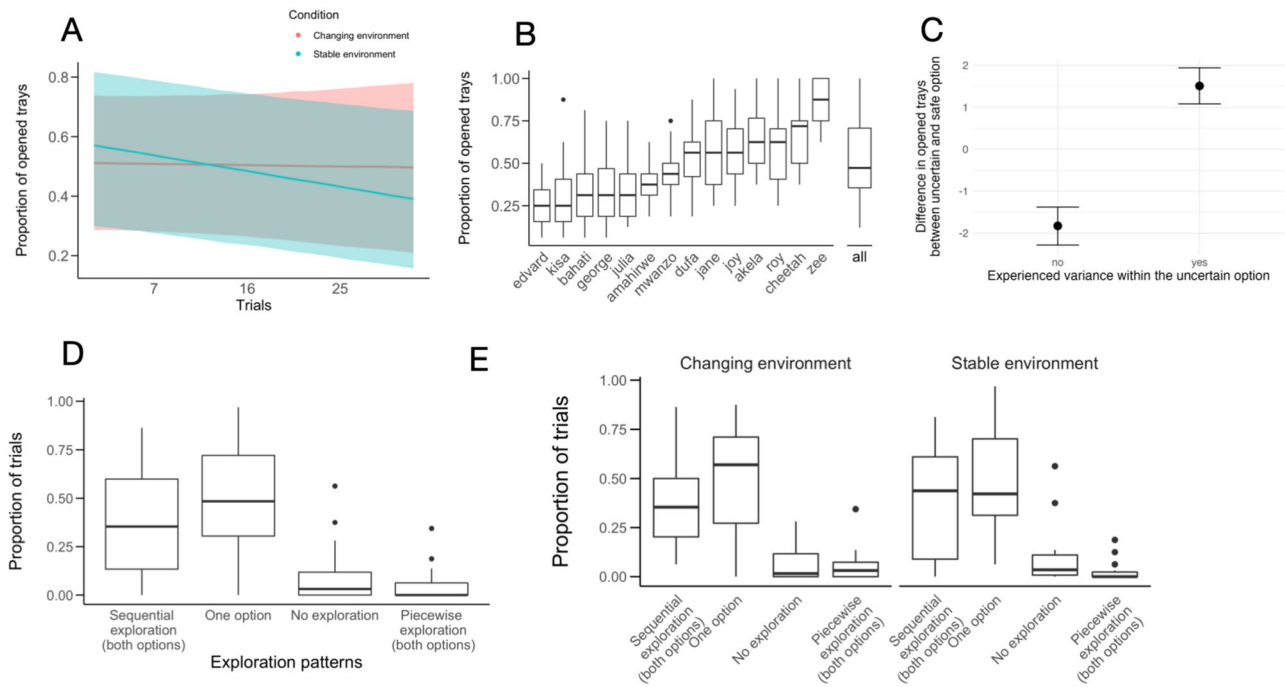 A
Condition
Changing environment
Stable environment
Proportion of opened trays
0.8
0.6
0.4
0.2
7
16
25
Trials
B
Proportion of opened trays
1.00
0.75
0.50
0.25
edvard
kisa
bahati
george
julia
amahirwe
mwanzo
dufa
jane
joy
akela
roy
cheetah
zee
all
C
Difference in opened trays
between uncertain and safe option
2
1
0
-1
-2
no
yes
Experienced variance within the uncertain option
D
Proportion of trials
1.00
0.75
0.50
0.25
0.00
Sequential
exploration
(both options)
One option
No exploration
Piecewise
exploration
(both options)
Exploration patterns
E
Changing environment
Stable environment
Proportion of trials
1.00
0.75
0.50
0.25
0.00
Sequential
exploration
(both options)
One option
No exploration
Piecewise
exploration
(both options)
Sequential
exploration
(both options)
One option
No exploration
Piecewise
exploration
(both options)